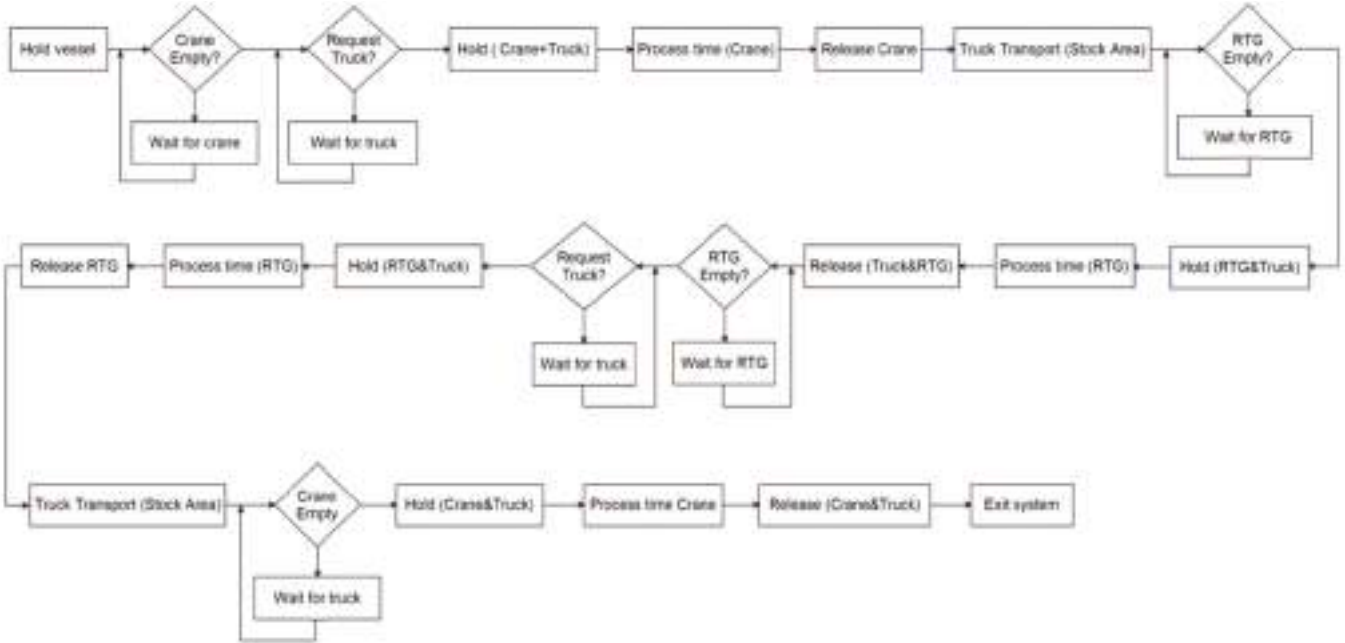 Hold vessel
Crane
Empty?
Request
Truck?
Hold ( Crane+Truck)
Process time (Crane)
Release Crane
Truck Transport (Stock Area)
RTG
Empty?
Wait for crane
Wait for truck
Wait for RTG
Release RTG
Process time (RTG)
Hold (RTG&Truck)
Request
Truck?
RTG
Empty?
Release (Truck&RTG)
Process time (RTG)
Hold (RTG&Truck)
Wait for truck
Wait for RTG
Truck Transport (Stock Area)
Crane
Empty
Hold (Crane&Truck)
Process time Crane
Release (Crane&Truck)
Exit system
Wait for truck